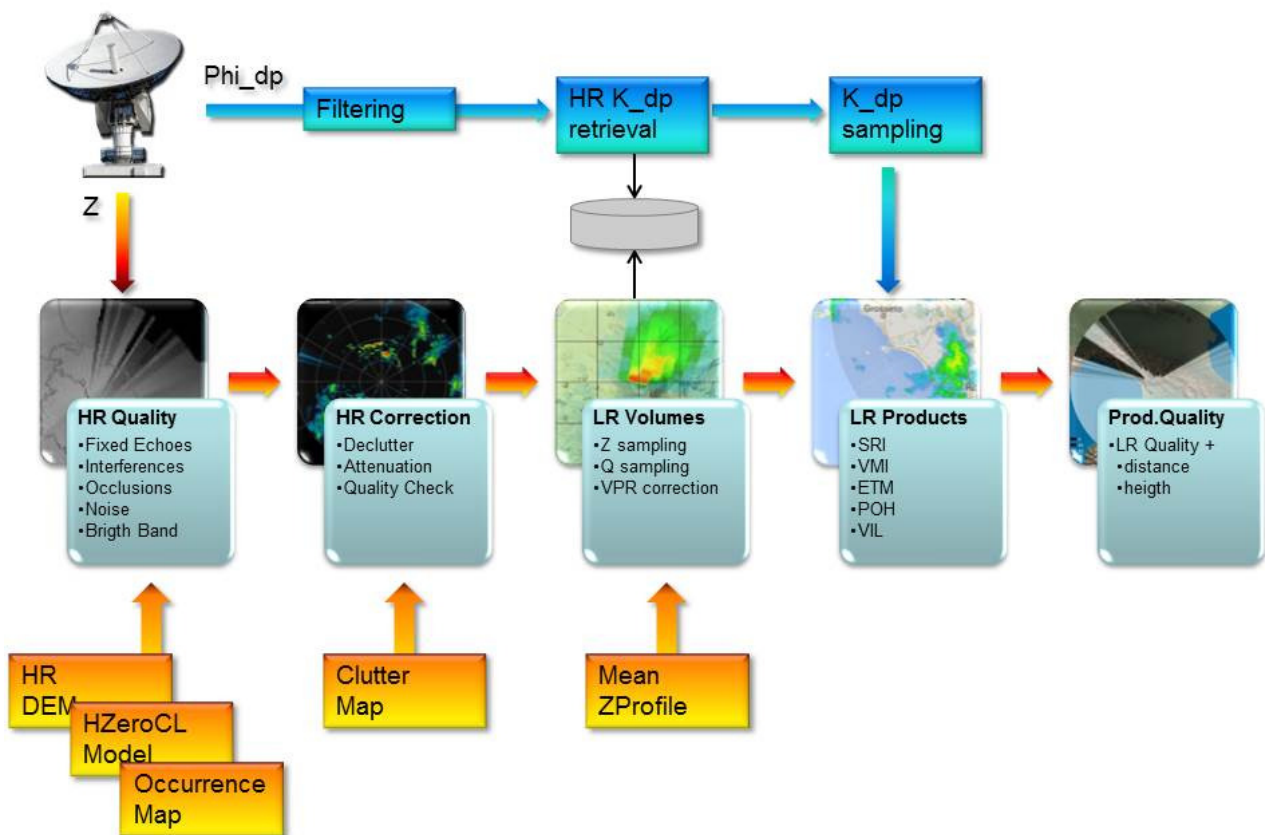 Phi_dp
Filtering
HR K_dp
retrieval
K_dp
sampling
Z
Grosseto
HR Quality
▪Fixed Echoes
▪Interferences
▪Occlusions
▪Noise
▪Brigth Band
HR Correction
▪Declutter
▪Attenuation
▪Quality Check
LR Volumes
▪Z sampling
▪Q sampling
▪VPR correction
LR Products
▪SRI
▪VMI
▪ETM
▪POH
▪VIL
Prod.Quality
▪LR Quality +
▪distance
▪heigth
HR
DEM
HZeroCL
Model
Occurrence
Map
Clutter
Map
Mean
ZProfile